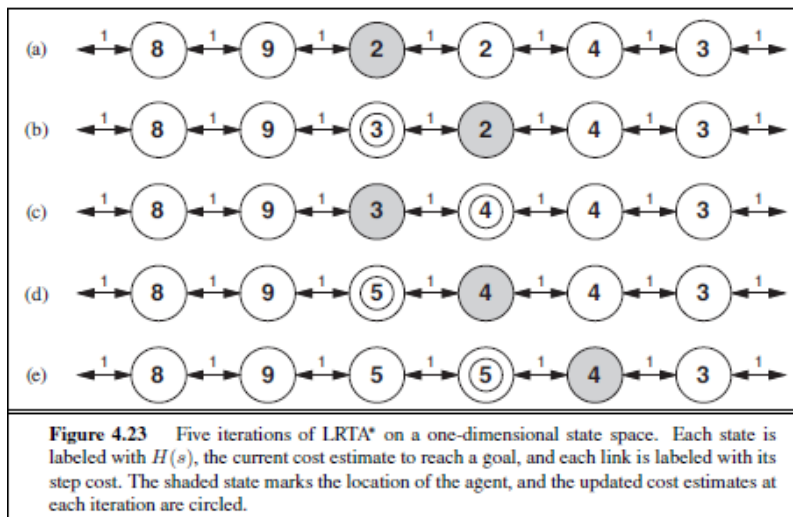 (a) 1 8 1 9 1 2 1 2 1 4 1 3 1
(b) 1 8 1 9 1 3 1 2 1 4 1 3 1
(c) 1 8 1 9 1 3 1 4 1 4 1 3 1
(d) 1 8 1 9 1 5 1 4 1 4 1 3 1
(e) 1 8 1 9 1 5 1 5 1 4 1 3 1
Figure 4.23 Five iterations of LRTA* on a one-dimensional state space. Each state is
labeled with H(s), the current cost estimate to reach a goal, and each link is labeled with its
step cost. The shaded state marks the location of the agent, and the updated cost estimates at
each iteration are circled.